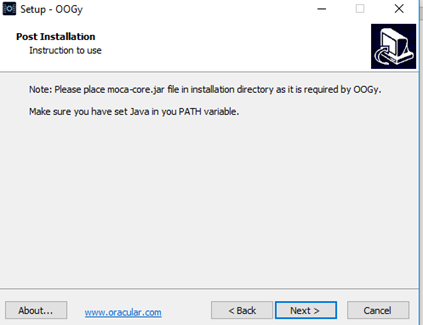 Setup - OOGy
Post Installation
Instruction to use
Note: Please place moca-core.jar file in installation directory as it is required by OOGy.
Make sure you have set Java in you PATH variable.
About...
www.oracular.com
< Back
Next >
Cancel